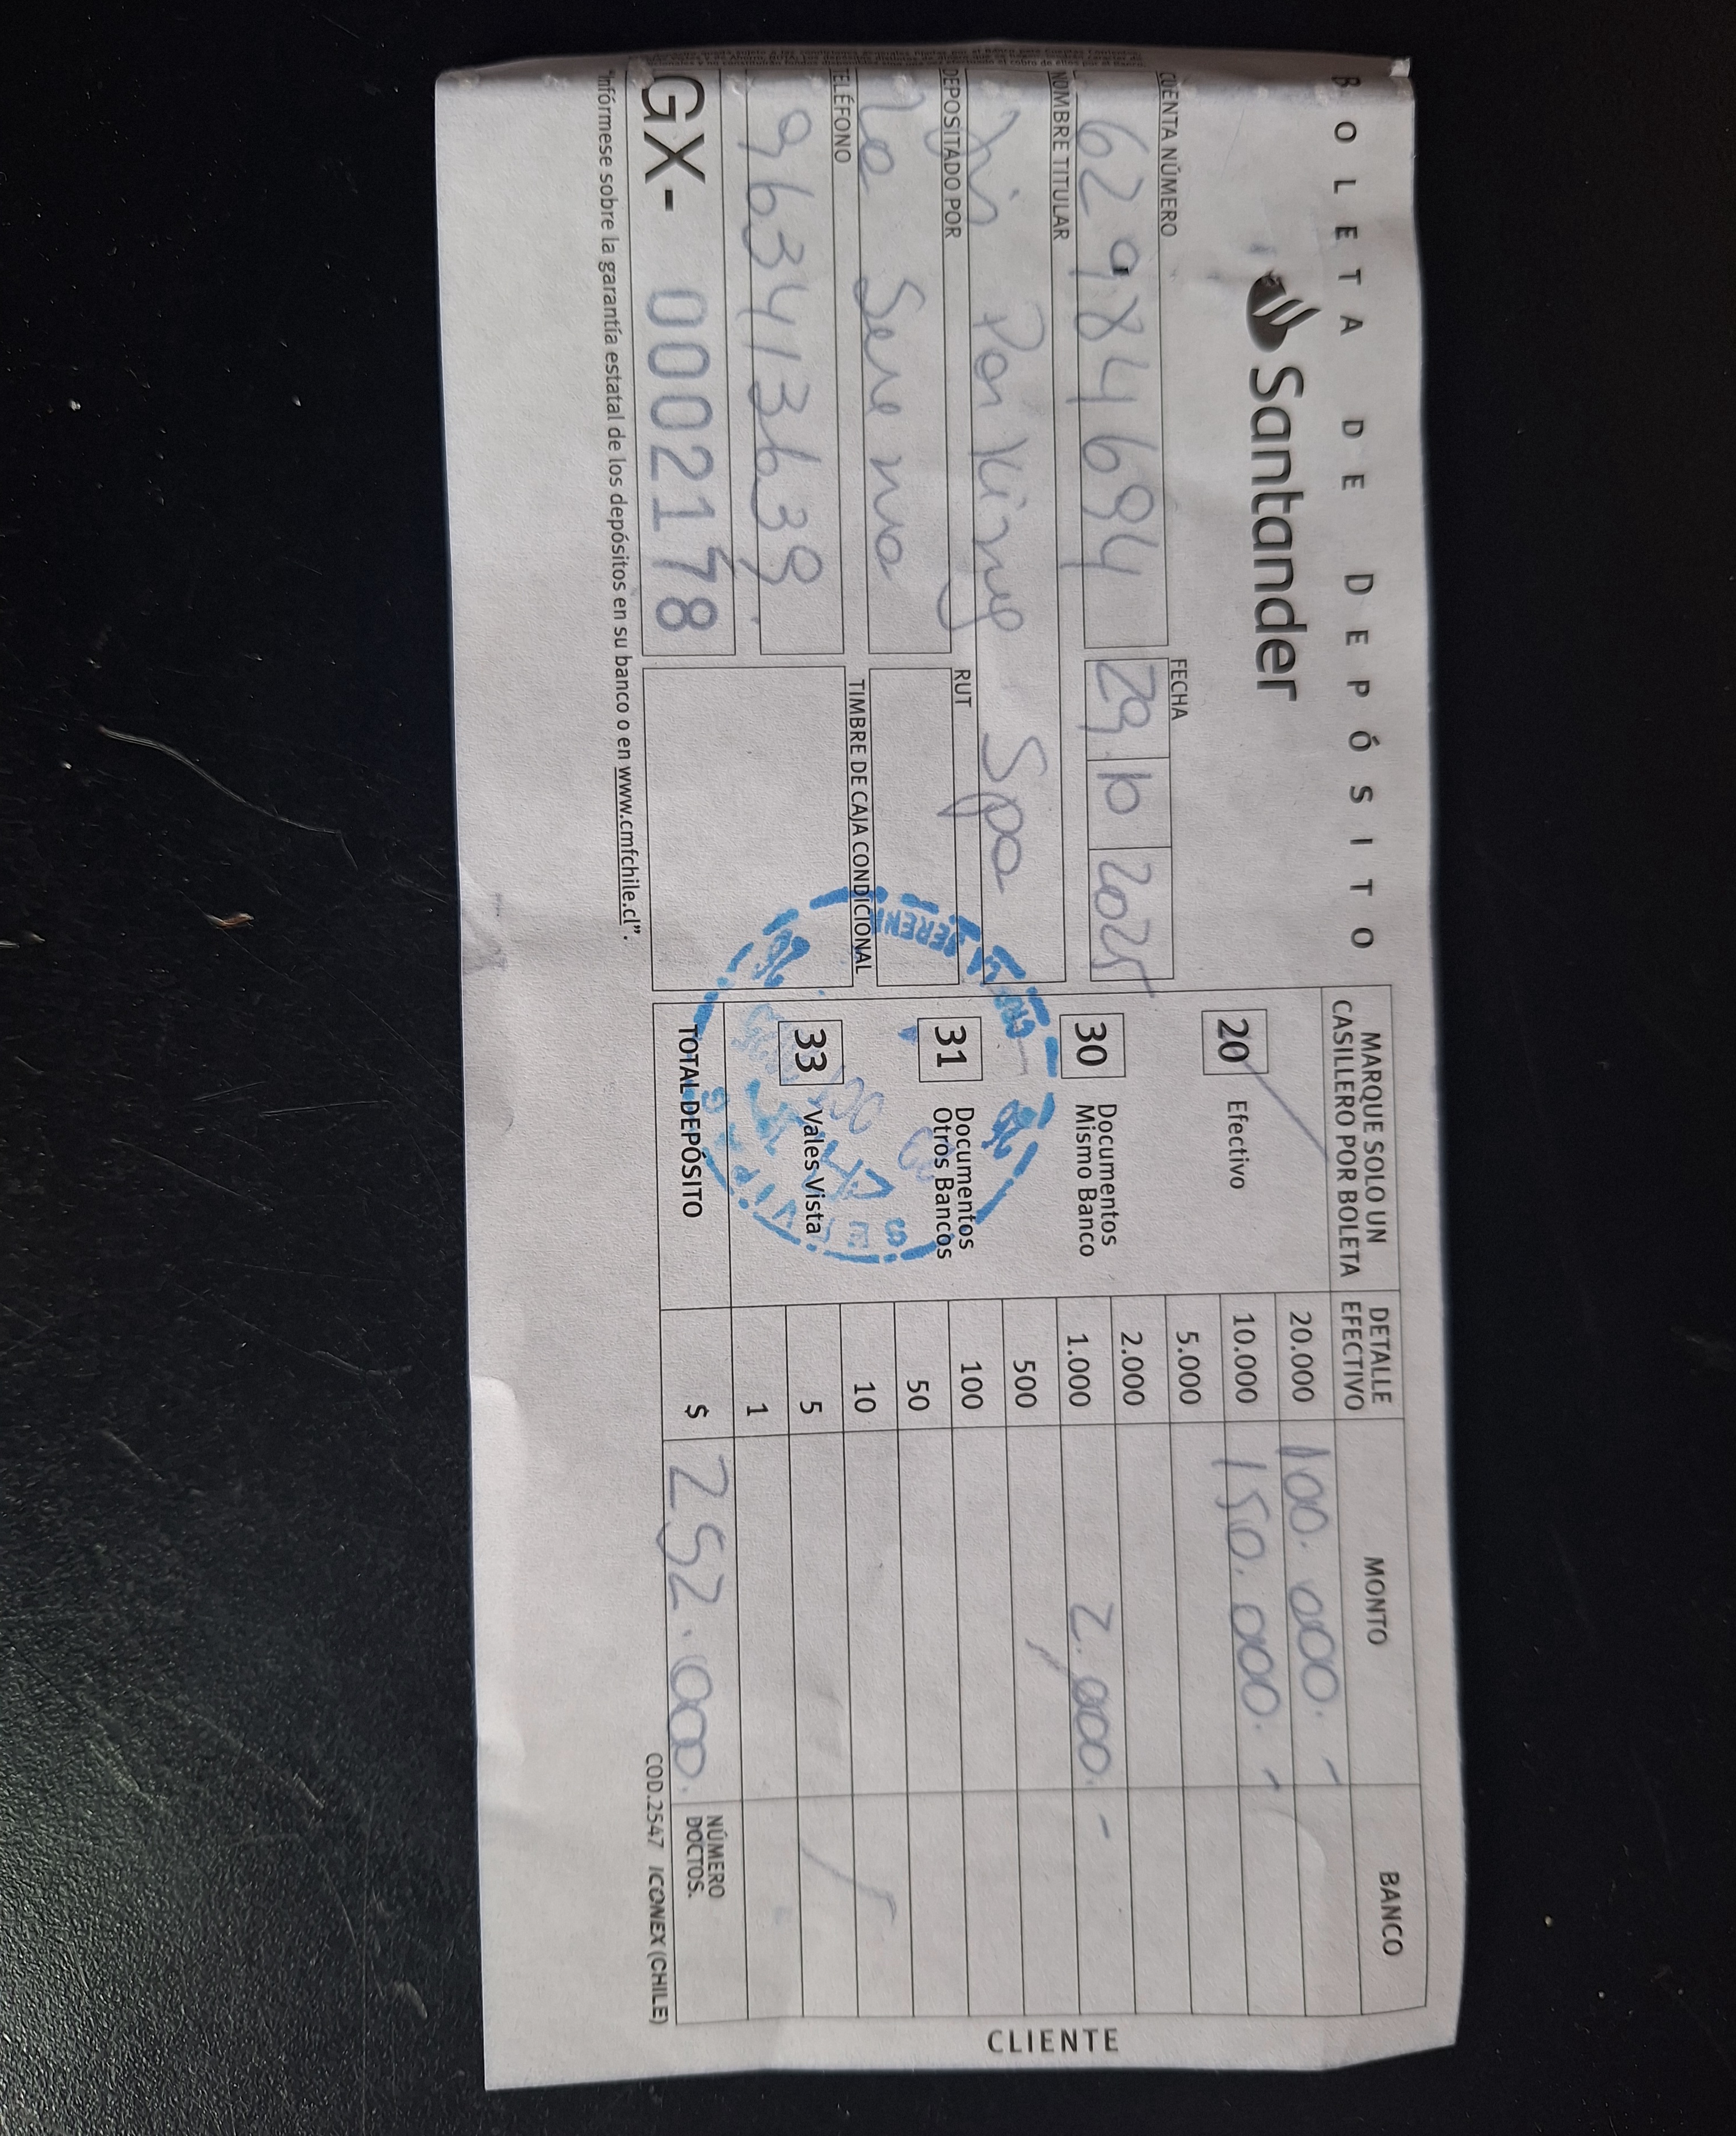 BOLETA DE DEPÓSITO
Santander
CUENTA NÚMERO
62984694
FECHA
29 10 2025
NOMBRE TITULAR
Parking Spa
DEPOSITADO POR
La Serena
RUT
TELÉFONO
963413639
TIMBRE DE CAJA CONDICIONAL
GX- 0002178
"Infórmese sobre la garantía estatal de los depósitos en su banco o en www.cmfchile.cl".
MARQUE SOLO UN
CASILLERO POR BOLETA
20 Efectivo
30 Documentos
Mismo Banco
31 Documentos
Otros Bancos
33 Vales Vista
DETALLE
EFECTIVO
MONTO
BANCO
20.000 100.000.-
10.000 150.000.-
5.000
2.000
1.000 2.000.-
500
100
50
10
5
1
TOTAL DEPÓSITO $ 252.000.
NÚMERO
DOCTOS.
COD.2547 ICONEX (CHILE)
CLIENTE